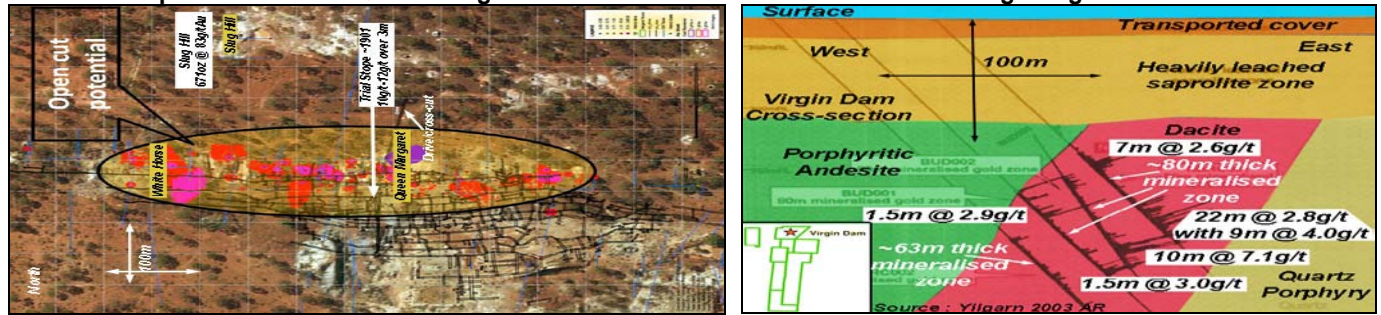 Open cut
potential
Slug Hill
671oz @ 83g/tAu
Slug Hill
Trial Stope ~1901
10g/t-12g/t over 3m
Drive/cross-cut
White Horse
Queen Margaret
North
100m
Surface
Transported cover
West
East
100m
Heavily leached
saprolite zone
Virgin Dam
Cross-section
Dacite
7m @ 2.6g/t
Porphyritic
Andesite
BUD002
mineralised gold zone
~80m thick
mineralised
zone
BUD001
80m mineralised gold zone
1.5m @ 2.9g/t
22m @ 2.8g/t
with 9m @ 4.0g/t
Virgin Dam
~63m thick
mineralised
zone
10m @ 7.1g/t
1.5m @ 3.0g/t
Quartz
Porphyry
Source : Yilgarn 2003 AR